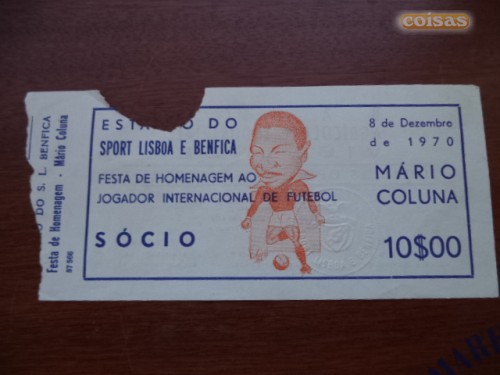 coisas
ESTÁDIO DO
SPORT LISBOA E BENFICA
FESTA DE HOMENAGEM AO
JOGADOR INTERNACIONAL DE FUTEBOL
SÓCIO
8 de Dezembro
de 1970
MÁRIO
COLUNA
10$00
DO S. L. BENFICA
Festa de Homenagem - Mário Coluna